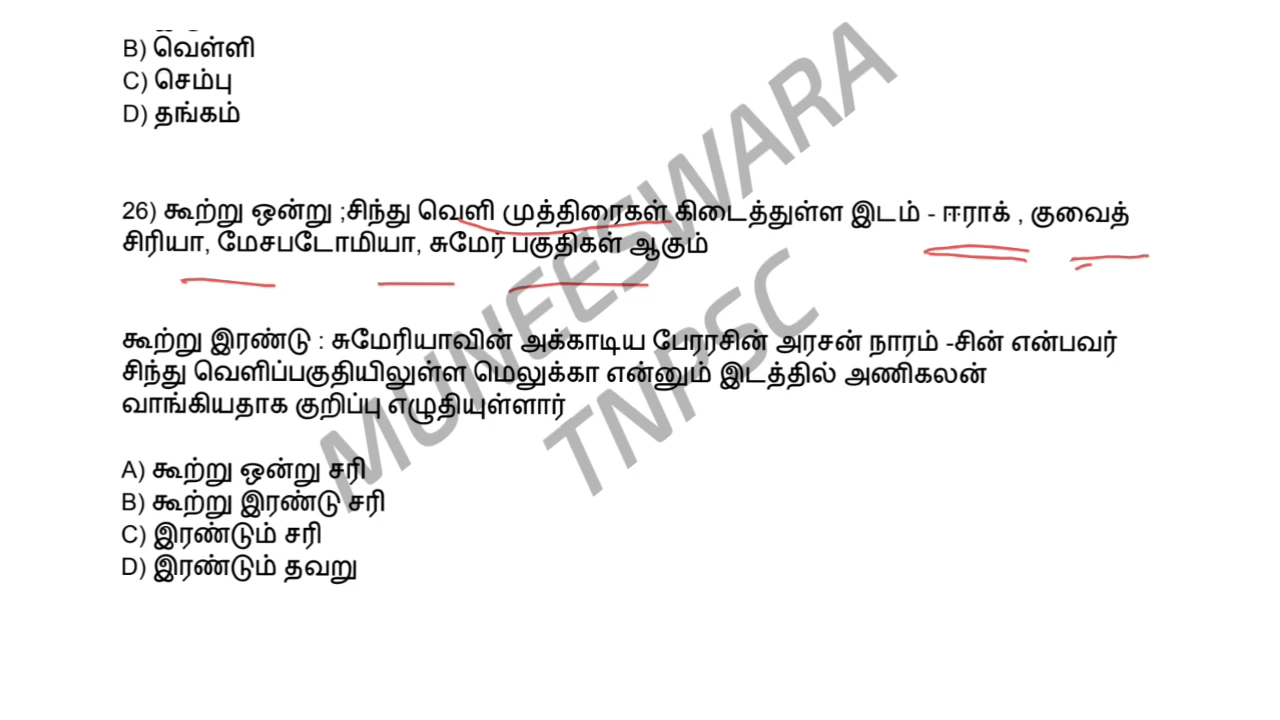 B) வெள்ளி
C) செம்பு
D) தங்கம்
26) கூற்று ஒன்று ;சிந்து வெளி முத்திரைகள் கிடைத்துள்ள இடம் - ஈராக் , குவைத்
சிரியா, மேசபடோமியா, சுமேர் பகுதிகள் ஆகும்
கூற்று இரண்டு : சுமேரியாவின் அக்காடிய பேரரசின் அரசன் நாரம் -சின் என்பவர்
சிந்து வெளிப்பகுதியிலுள்ள மெலுக்கா என்னும் இடத்தில் அணிகலன்
வாங்கியதாக குறிப்பு எழுதியுள்ளார்
A) கூற்று ஒன்று சரி
B) கூற்று இரண்டு சரி
C) இரண்டும் சரி
D) இரண்டும் தவறு
MUNEESWARA
TNPSC